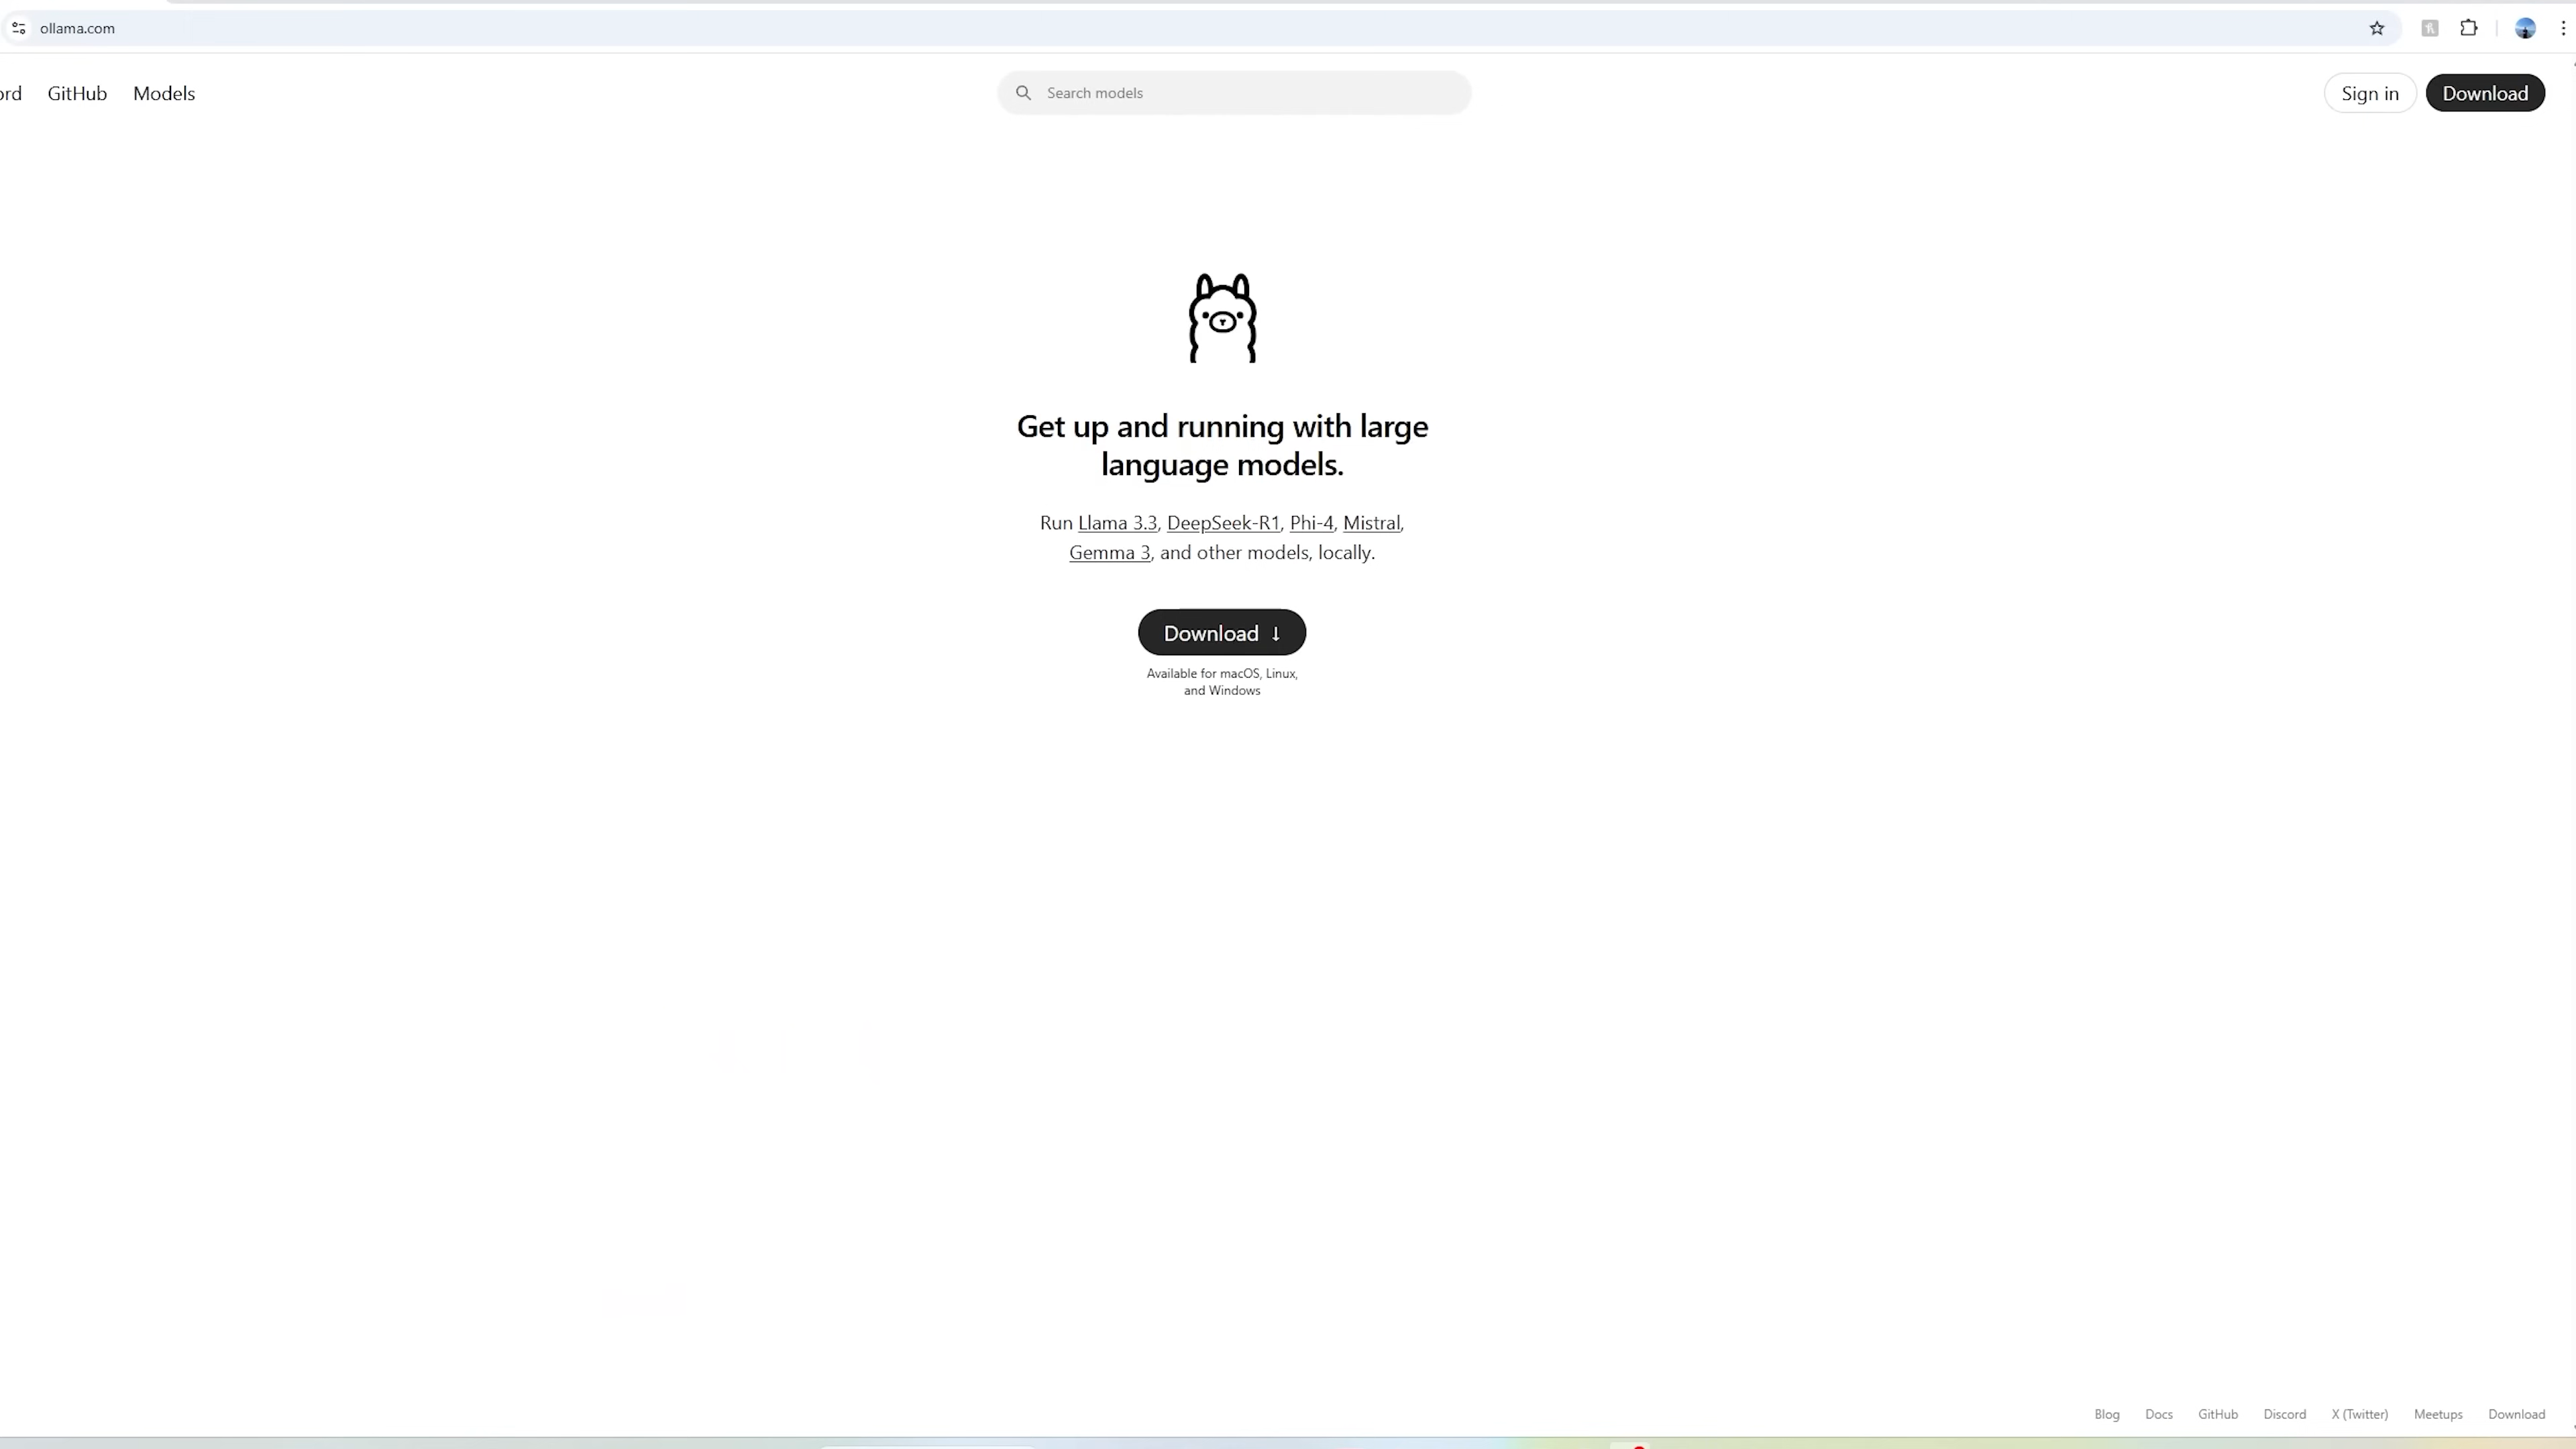 ollama.com
ord GitHub Models Search models Sign in Download
Get up and running with large
language models.
Run Llama 3.3, DeepSeek-R1, Phi-4, Mistral,
Gemma 3, and other models, locally.
Download ↓
Available for macOS, Linux,
and Windows
Blog Docs GitHub Discord X (Twitter) Meetups Download